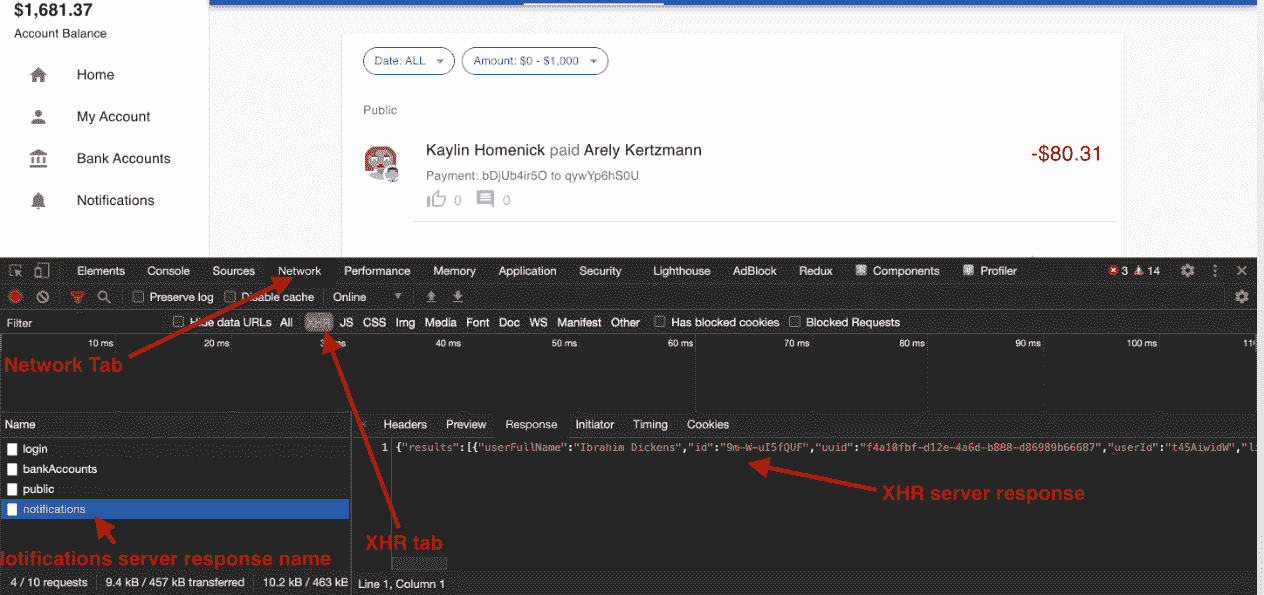 $1,681.37
Account Balance
Home
My Account
Bank Accounts
Notifications
Date: ALL
Amount: $0 - $1,000
Public
Kaylin Homenick paid Arely Kertzmann
-$80.31
Payment: bDjUb4ir5O to qywYp6hS0U
0 0
Elements Console Sources Network Performance Memory Application Security Lighthouse AdBlock Redux Components Profiler 3 14
Preserve log Disable cache Online
Filter Hide data URLs All XHR JS CSS Img Media Font Doc WS Manifest Other Has blocked cookies Blocked Requests
10 ms 20 ms 30 ms 40 ms 50 ms 60 ms 70 ms 80 ms 90 ms 100 ms 11
Network Tab
Name
Headers Preview Response Initiator Timing Cookies
login
1 {"results":[{"userFullName":"Ibrahim Dickens","id":"9m-W-uI5fQUF","uuid":"f4a10fbf-d12e-4a6d-b888-d86989b66687","userId":"t45AiwidW","li
bankAccounts
public
XHR server response
notifications
XHR tab
otifications server response name
4 / 10 requests 9.4 kB / 457 kB transferred 10.2 kB / 463 kB
Line 1, Column 1